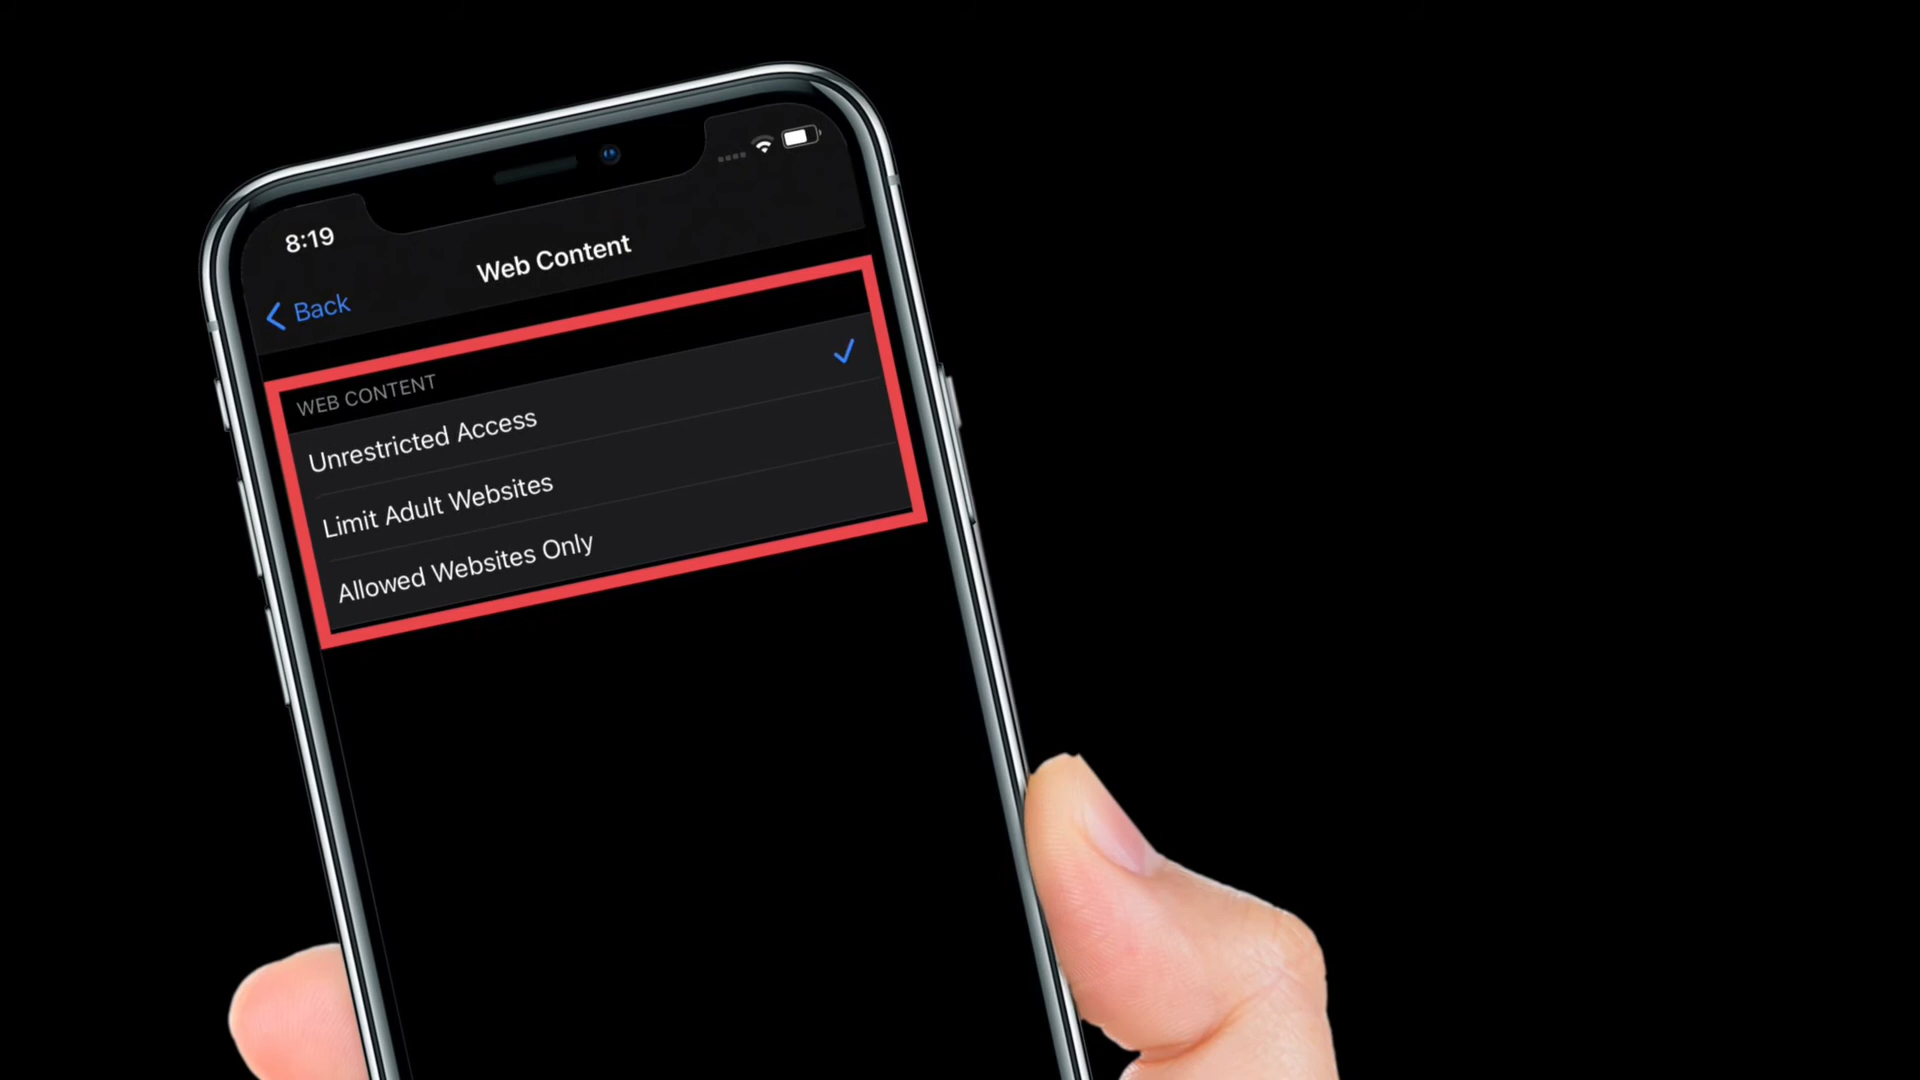 8:19
Back
Web Content
WEB CONTENT
Unrestricted Access
Limit Adult Websites
Allowed Websites Only